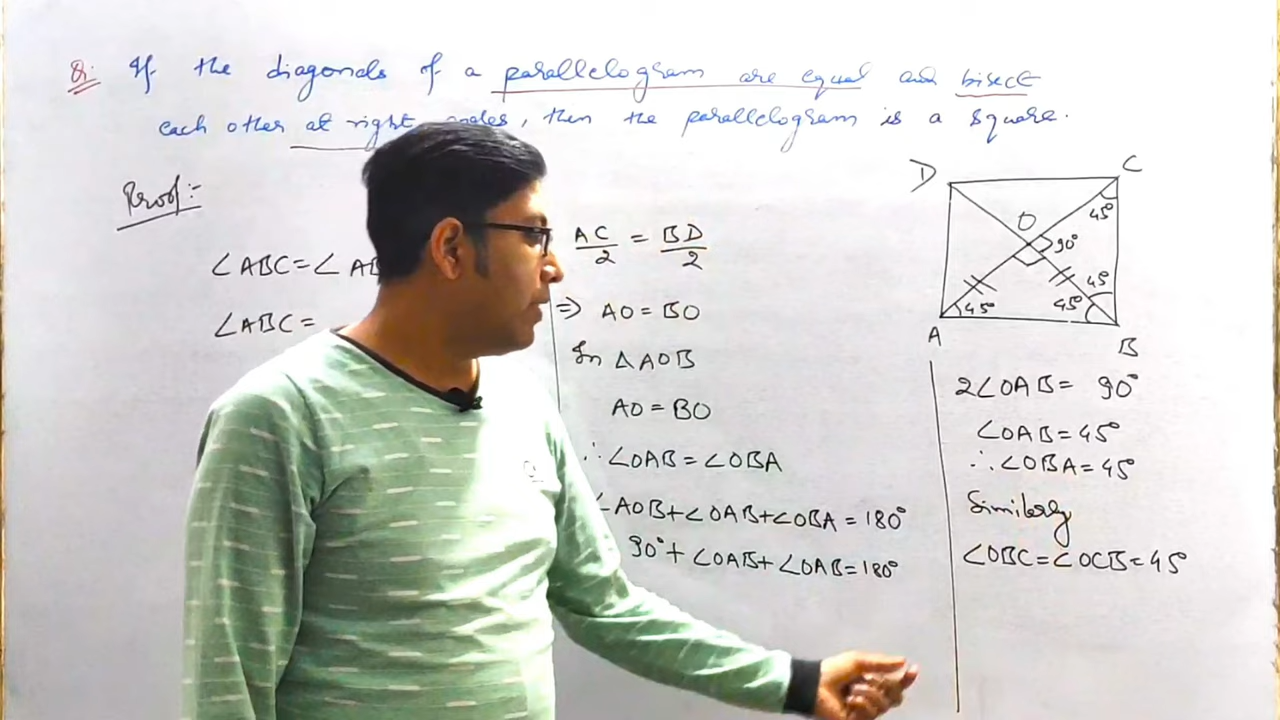 Q. If the diagonals of a parallelogram are equal and bisect
each other at right angles, then the parallelogram is a square.
Proof:-
∠ABC=∠AB
∠ABC=
AC/2 = BD/2
⇒ AO=BO
In △AOB
AO=BO
∴∠OAB=∠OBA
∠AOB+∠OAB+∠OBA=180°
90°+∠OAB+∠OAB=180°
D
C
O
45°
90°
45°
45°
45°
A
B
2∠OAB= 90°
∠OAB=45°
∴∠OBA=45°
Similarly
∠OBC=∠OCB=45°